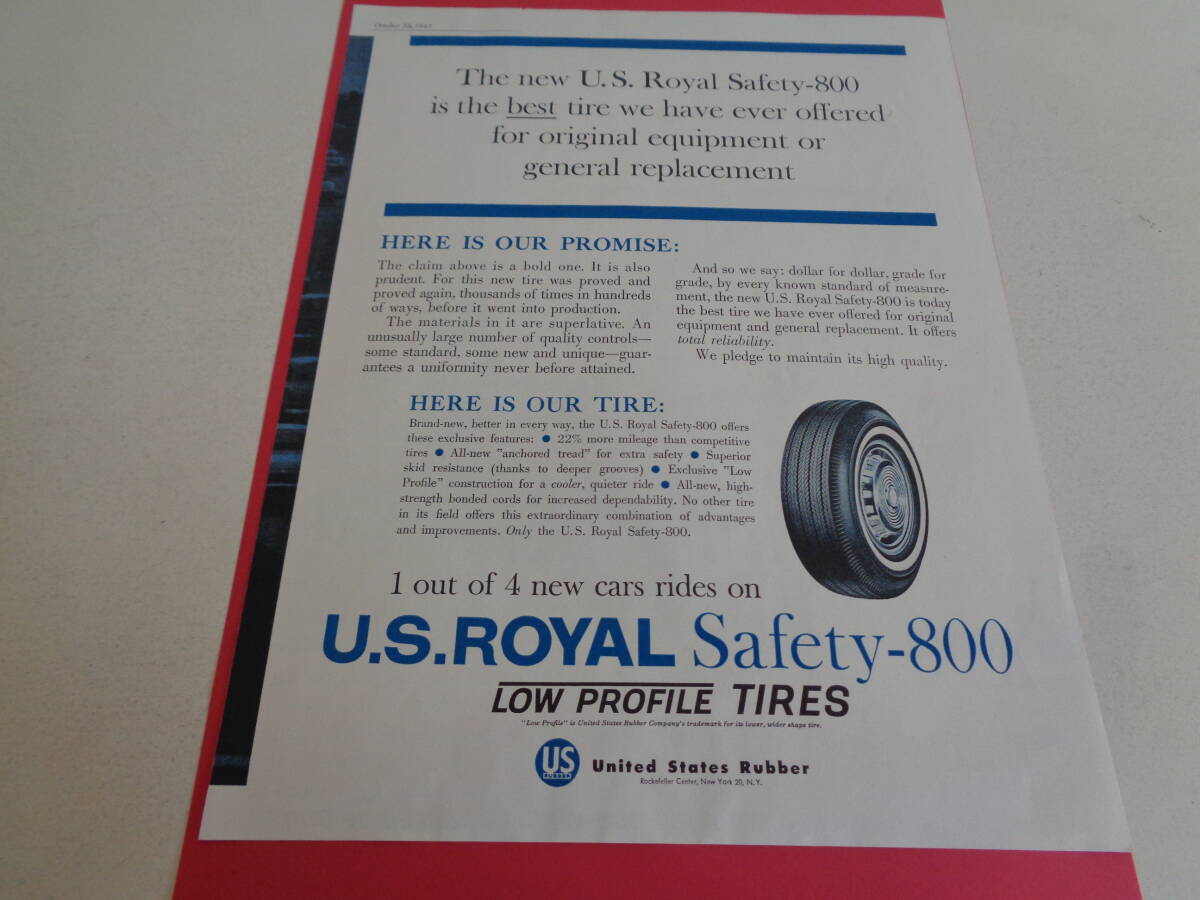 The new U.S. Royal Safety-800
is the best tire we have ever offered
for original equipment or
general replacement
HERE IS OUR PROMISE:
The claim above is a bold one. It is also
prudent. For this new tire was proved and
proved again, thousands of times in hundreds
of ways, before it went into production.
The materials in it are superlative. An
unusually large number of quality controls—
some standard, some new and unique—guar-
antees a uniformity never before attained.
And so we say: dollar for dollar, grade for
grade, by every known standard of measure-
ment, the new U.S. Royal Safety-800 is today
the best tire we have ever offered for original
equipment and general replacement. It offers
total reliability.
We pledge to maintain its high quality.
HERE IS OUR TIRE:
Brand-new, better in every way, the U.S. Royal Safety-800 offers
these exclusive features: ● 22% more mileage than competitive
tires ● All-new "anchored tread" for extra safety ● Superior
skid resistance (thanks to deeper grooves) ● Exclusive "Low
Profile" construction for a cooler, quieter ride ● All-new, high-
strength bonded cords for increased dependability. No other tire
in its field offers this extraordinary combination of advantages
and improvements. Only the U.S. Royal Safety-800.
1 out of 4 new cars rides on
U.S.ROYAL Safety-800
LOW PROFILE TIRES
"Low Profile" is United States Rubber Company's trademark for its lower, wider shape tire.
US
RUBBER
United States Rubber
Rockefeller Center, New York 20, N.Y.